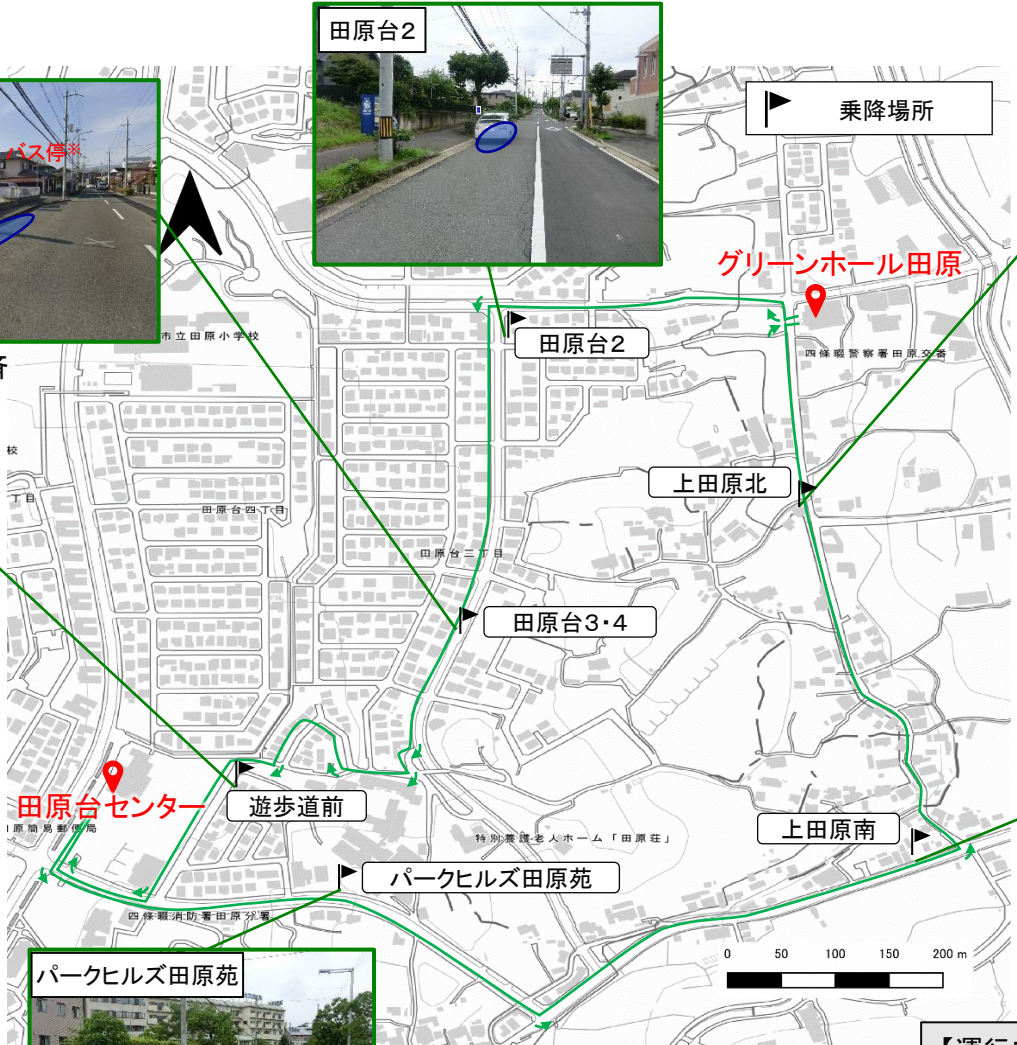 田原台2
バス停※
乗降場所
グリーンホール田原
市立田原小学校
田原台2
四條畷警察署田原交番
校
上田原北
丁目
田原台四丁目
田原台三丁目
田原台3・4
田原台センター
遊歩道前
原簡易郵便局
特別養護老人ホーム「田原荘」
上田原南
パークヒルズ田原苑
四條畷消防署田原分署
0 50 100 150 200 m
パークヒルズ田原苑